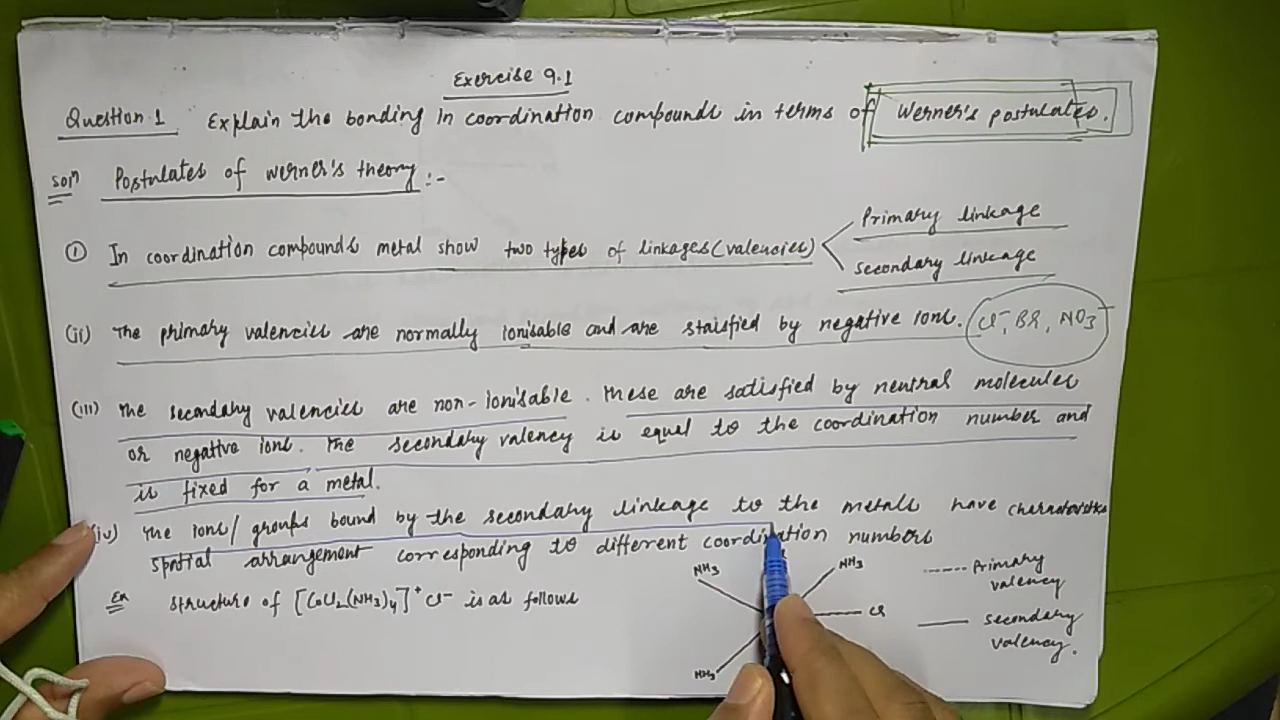 Exercise 9.1
Question 1 Explain the bonding in coordination compounds in terms of Werner's postulates.
Soln Postulates of Werner's theory :-
① In coordination compounds metal show two types of linkages (valencies)
Primary linkage
secondary linkage
(ii) The primary valencies are normally ionisable and are staisfied by negative ions. Cl⁻, Br, NO3⁻
(iii) The secondary valencies are non-ionisable. These are satisfied by neutral molecules
or negative ions. The secondary valency is equal to the coordination number and
is fixed for a metal.
(iv) The ions/groups bound by the secondary linkage to the metals have characteristic
spatial arrangement corresponding to different coordination numbers
Ex Structure of [CoCl2(NH3)4]⁺ Cl⁻ is as follows
NH3
NH3
Cl
NH3
Primary
valency
secondary
valency.